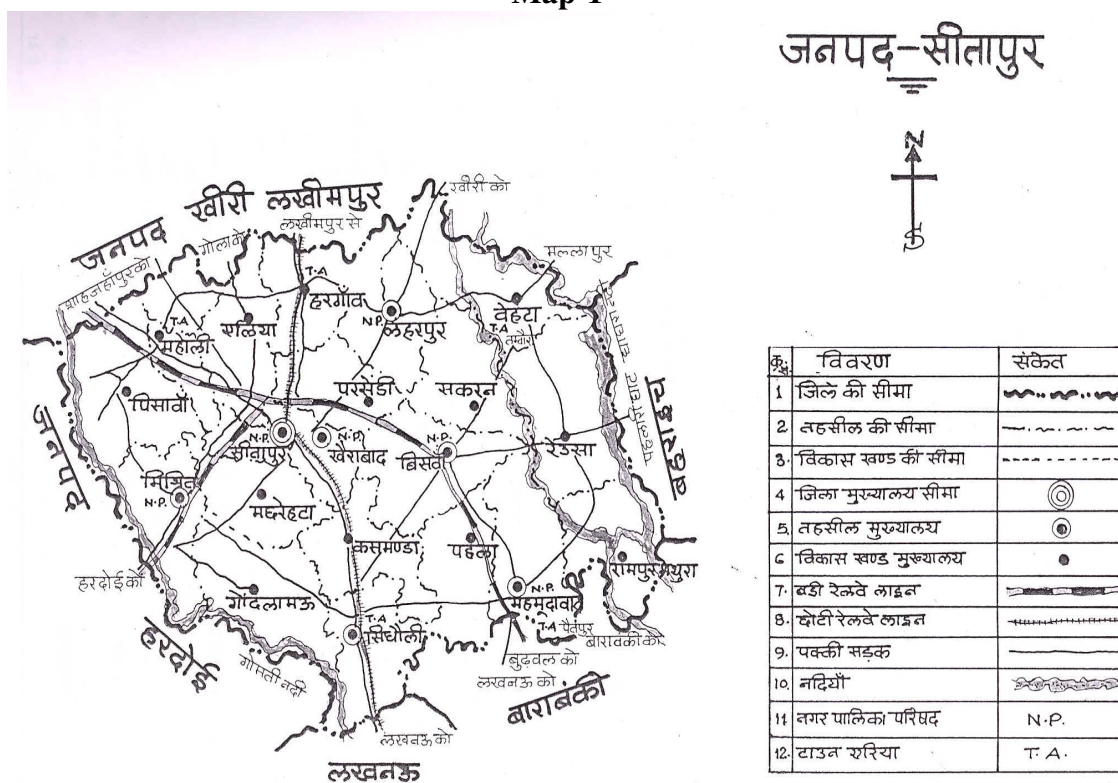 Map-1
जनपद-सीतापुर
N
S
जनपद खीरी लखीमपुर
खीरी को
लखीमपुर से
गोला के
शाहजहाँपुर को
मल्लापुर
T.A
हरगाँव
N.P.
लहरपुर
वेहटा
T.A
तम्बौर
T.A
महोली
एलिया
पिसावाँ
परसेंडी
सकरन
जनपद
बहराइच
N.P.
सीतापुर
N.P.
खैराबाद
N.P.
बिसवाँ
रेउसा
मिश्रित
N.P.
मछरेहटा
कसमण्डा
पहला
रामपुर मथुरा
हरदोई को
गोंदलामऊ
N.P.
महमूदाबाद
T.A
सिधौली
T.A पैंतेपुर
बाराबंकी को
हरदोई
गोमती नदी
बुढ़वल को
लखनऊ को
बाराबंकी
लखनऊ को
लखनऊ
क्र.सं. विवरण संकेत
1 जिले की सीमा
2 तहसील की सीमा
3. विकास खण्ड की सीमा
4 जिला मुख्यालय सीमा
5. तहसील मुख्यालय
6 विकास खण्ड मुख्यालय
7. बडी रेलवे लाइन
8. छोटी रेलवे लाइन
9. पक्की सड़क
10. नदियाँ
11 नगर पालिका परिषद N.P.
12. टाउन एरिया T.A.